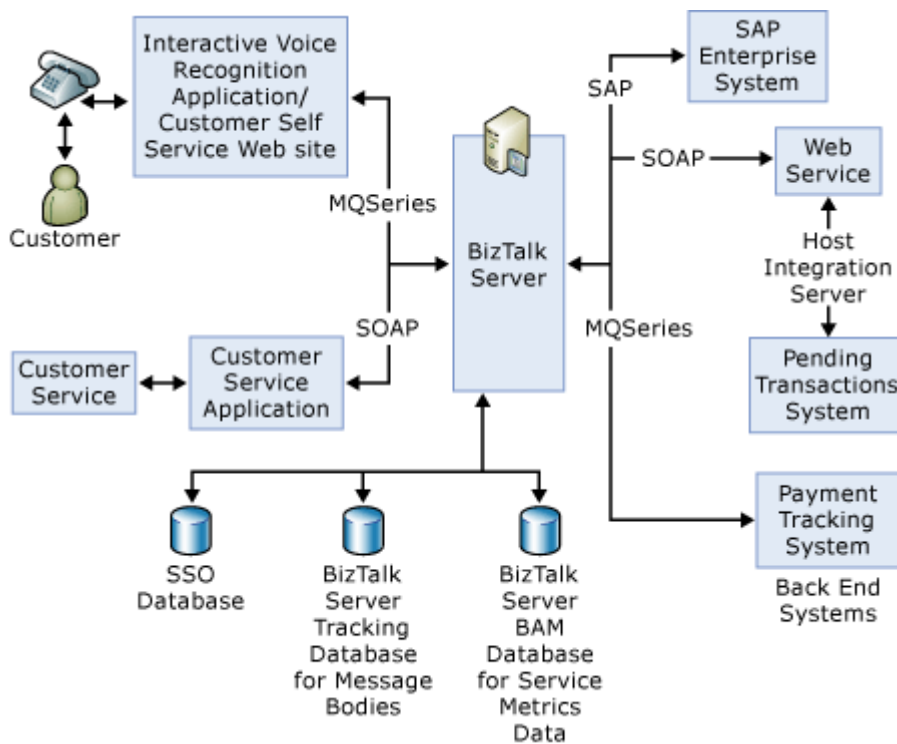 Interactive Voice
Recognition
Application/
Customer Self
Service Web site
Customer
MQSeries
SOAP
Customer
Service
Customer
Service
Application
BizTalk
Server
SAP
SAP
Enterprise
System
SOAP
Web
Service
Host
Integration
Server
MQSeries
Pending
Transactions
System
Payment
Tracking
System
Back End
Systems
SSO
Database
BizTalk
Server
Tracking
Database
for Message
Bodies
BizTalk
Server
BAM
Database
for Service
Metrics
Data